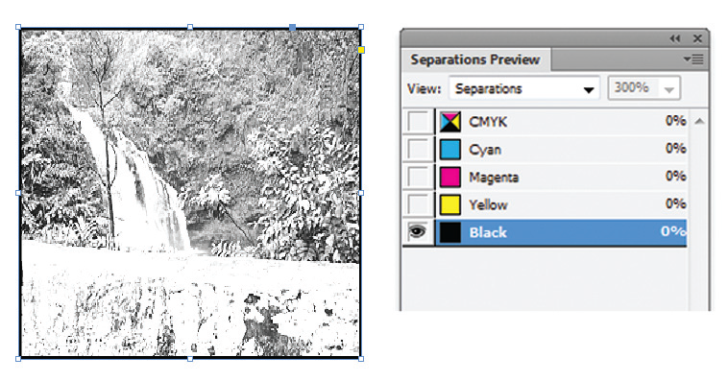 Separations Preview
View: Separations 300%
CMYK 0%
Cyan 0%
Magenta 0%
Yellow 0%
Black 0%